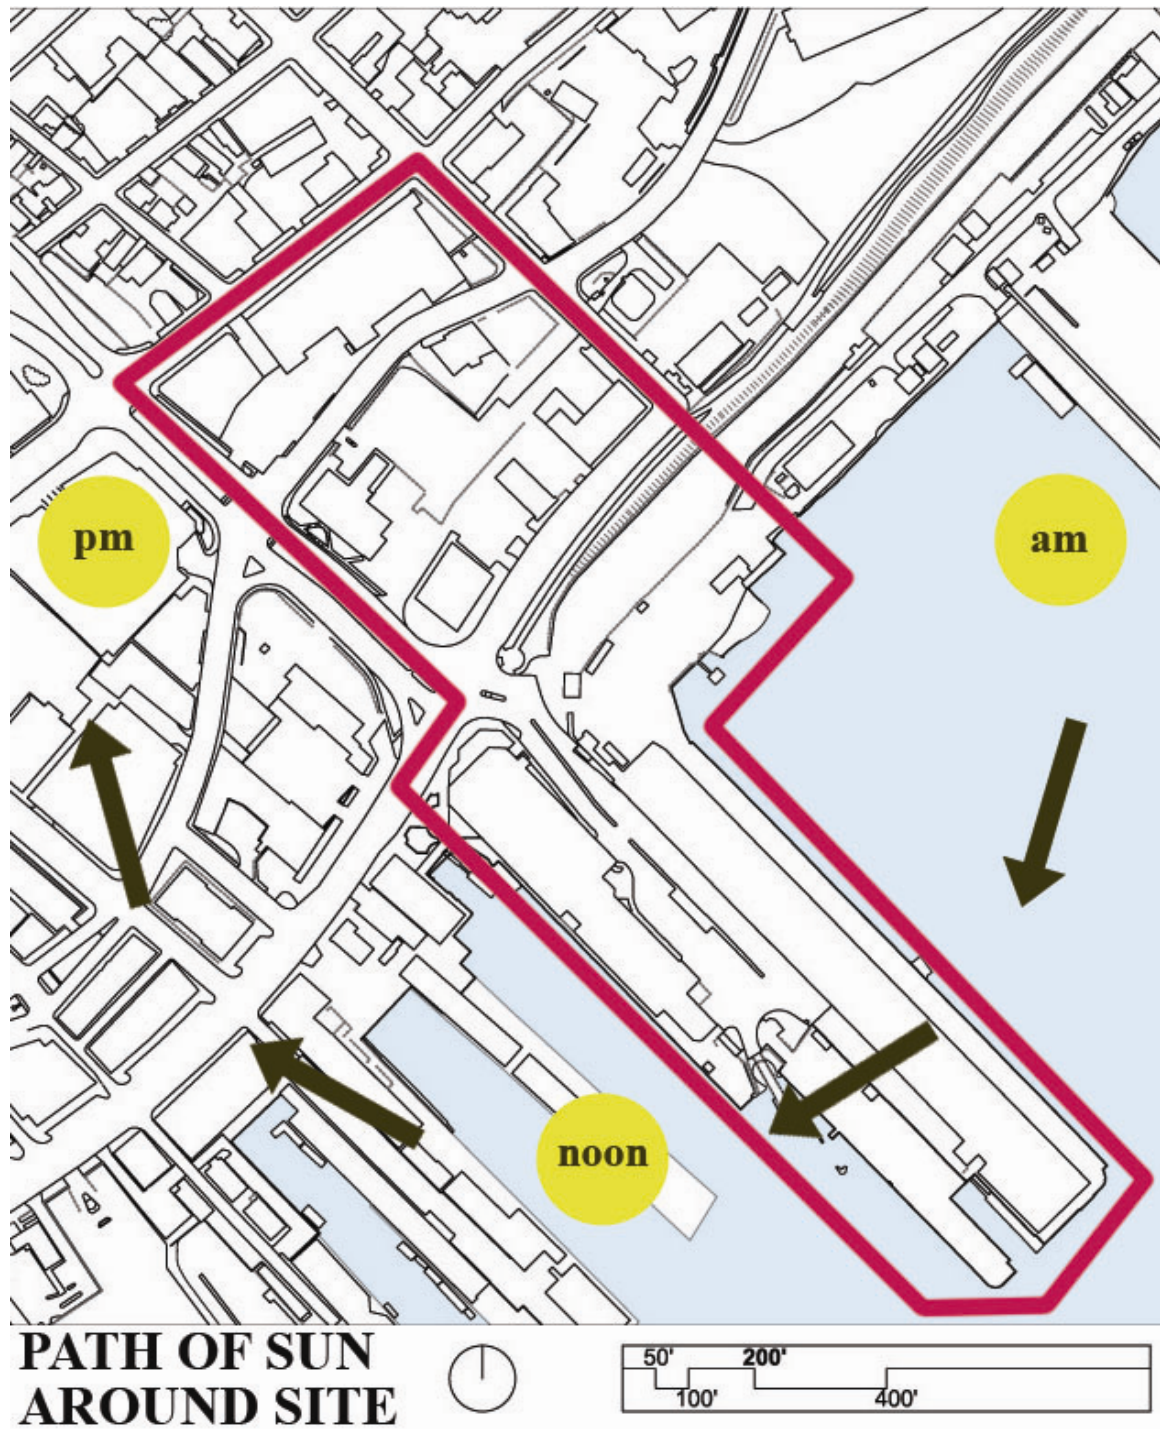 pm
am
noon
PATH OF SUN
AROUND SITE
50' 200'
100' 400'